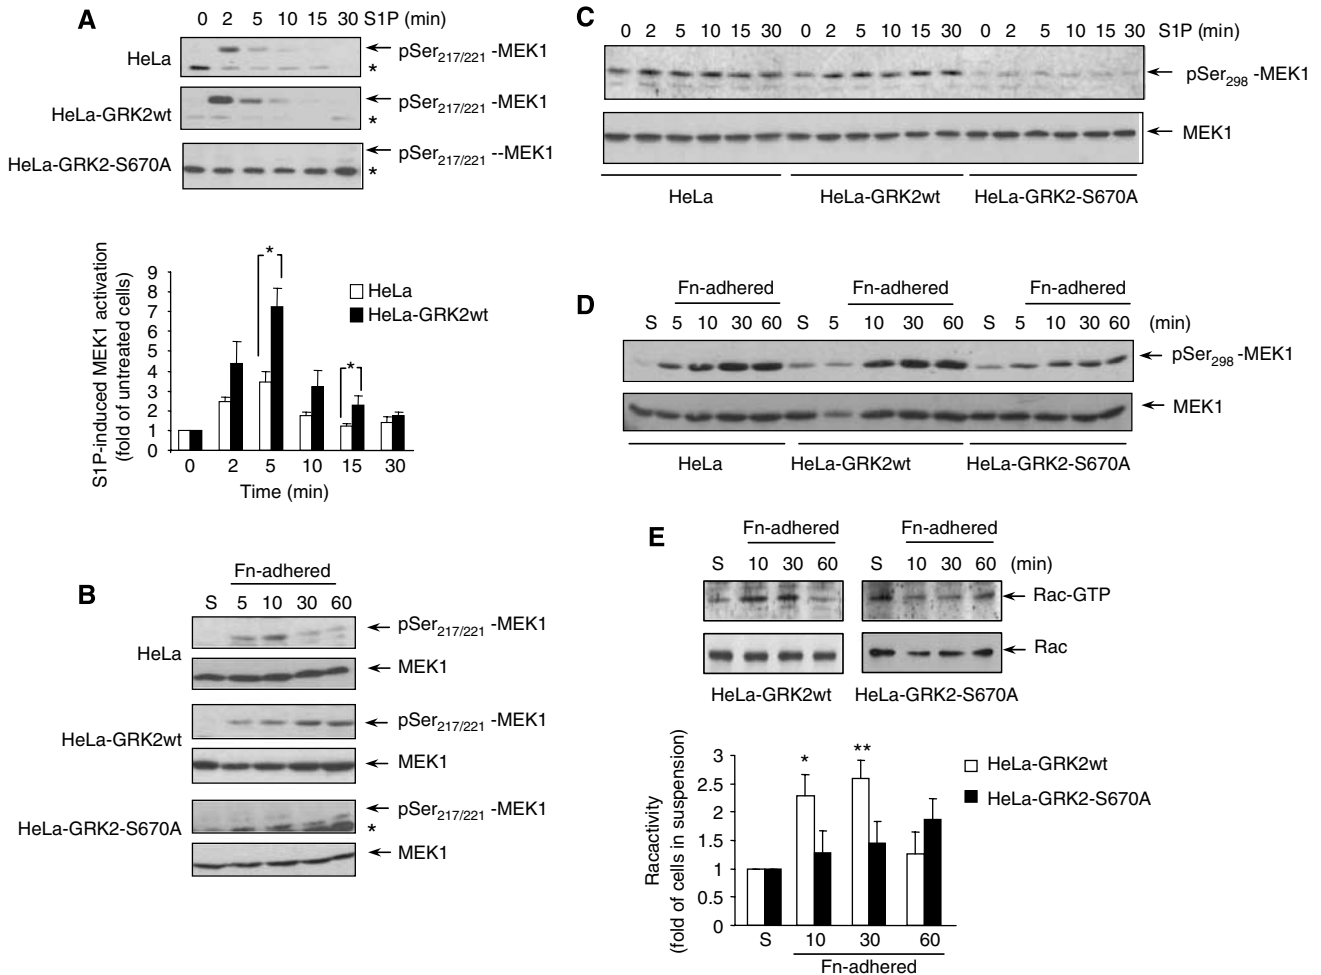 A
0 2 5 10 15 30 S1P (min)
HeLa
pSer217/221 -MEK1
*
HeLa-GRK2wt
pSer217/221 -MEK1
*
HeLa-GRK2-S670A
pSer217/221 --MEK1
*
S1P-induced MEK1 activation
(fold of untreated cells)
9
8
7
6
5
4
3
2
1
0
*
*
HeLa
HeLa-GRK2wt
0 2 5 10 15 30
Time (min)
B
Fn-adhered
S 5 10 30 60
HeLa
pSer217/221 -MEK1
MEK1
HeLa-GRK2wt
pSer217/221 -MEK1
MEK1
HeLa-GRK2-S670A
pSer217/221 -MEK1
*
MEK1
C
0 2 5 10 15 30 0 2 5 10 15 30 0 2 5 10 15 30 S1P (min)
pSer298 -MEK1
MEK1
HeLa HeLa-GRK2wt HeLa-GRK2-S670A
D
Fn-adhered Fn-adhered Fn-adhered
S 5 10 30 60 S 5 10 30 60 S 5 10 30 60 (min)
pSer298 -MEK1
MEK1
HeLa HeLa-GRK2wt HeLa-GRK2-S670A
E
Fn-adhered Fn-adhered
S 10 30 60 S 10 30 60 (min)
Rac-GTP
Rac
HeLa-GRK2wt HeLa-GRK2-S670A
Racactivity
(fold of cells in suspension)
3
2.5
2
1.5
1
0.5
0
*
**
HeLa-GRK2wt
HeLa-GRK2-S670A
S 10 30 60
Fn-adhered